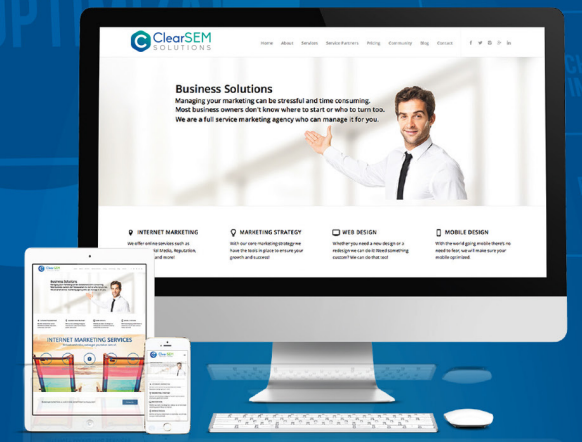 ClearSEM
SOLUTIONS
Home About Services Service Partners Pricing Community Blog Contact
Business Solutions
Managing your marketing can be stressful and time consuming.
Most business owners don't know where to start or who to turn too.
We are a full service marketing agency who can manage it for you.
INTERNET MARKETING
We offer online services such as
Media, Reputation,
and more!
MARKETING STRATEGY
With our core marketing strategy we
have the tools in place to ensure your
growth and success!
WEB DESIGN
Whether you need a new design or a
redesign we can do it! Need something
custom? We can do that too!
MOBILE DESIGN
With the world going mobile there's no
need to fear, we will make sure your
mobile optimized.
ClearSEM
Business Solutions
INTERNET MARKETING SERVICES
ClearSEM